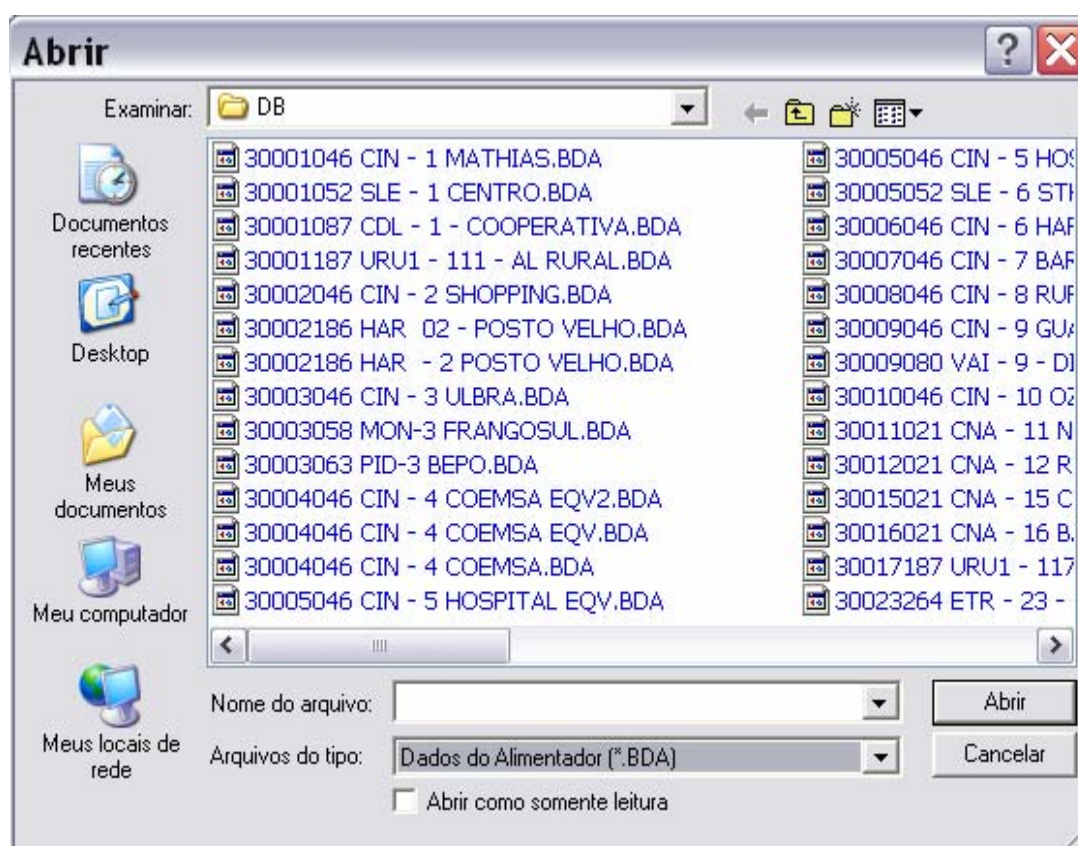 Abrir
Examinar:
DB
Documentos
recentes
Desktop
Meus
documentos
Meu computador
Meus locais de
rede
30001046 CIN - 1 MATHIAS.BDA
30001052 SLE - 1 CENTRO.BDA
30001087 CDL - 1 - COOPERATIVA.BDA
30001187 URU1 - 111 - AL RURAL.BDA
30002046 CIN - 2 SHOPPING.BDA
30002186 HAR  02 - POSTO VELHO.BDA
30002186 HAR  - 2 POSTO VELHO.BDA
30003046 CIN - 3 ULBRA.BDA
30003058 MON-3 FRANGOSUL.BDA
30003063 PID-3 BEPO.BDA
30004046 CIN - 4 COEMSA EQV2.BDA
30004046 CIN - 4 COEMSA EQV.BDA
30004046 CIN - 4 COEMSA.BDA
30005046 CIN - 5 HOSPITAL EQV.BDA
30005046 CIN - 5
30005052 SLE - 6
30006046 CIN - 6
30007046 CIN - 7
30008046 CIN - 8
30009046 CIN - 9
30009080 VAI - 9 -
30010046 CIN - 10
30011021 CNA - 11
30012021 CNA - 12
30015021 CNA - 15
30016021 CNA - 16
30017187 URU1 - 117
30023264 ETR - 23 -
Nome do arquivo:
Abrir
Arquivos do tipo:
Dados do Alimentador (*.BDA)
Cancelar
Abrir como somente leitura